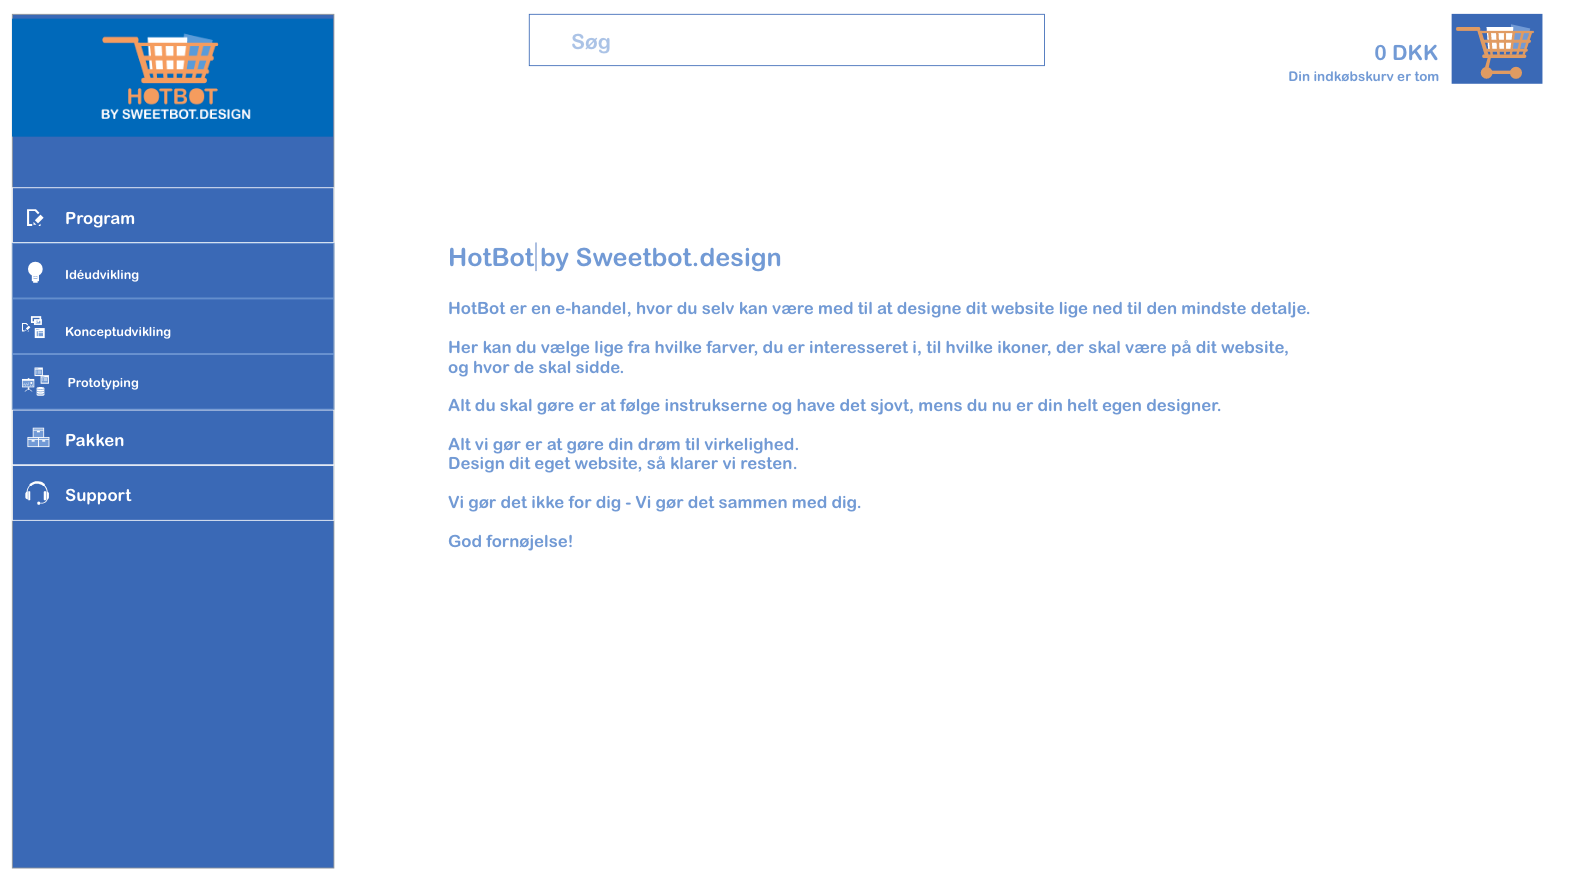 HOTBOT
BY SWEETBOT.DESIGN
Søg
0 DKK
Din indkøbskurv er tom
Program
Idéudvikling
Konceptudvikling
Prototyping
Pakken
Support
HotBot by Sweetbot.design
HotBot er en e-handel, hvor du selv kan være med til at designe dit website lige ned til den mindste detalje.
Her kan du vælge lige fra hvilke farver, du er interesseret i, til hvilke ikoner, der skal være på dit website,
og hvor de skal sidde.
Alt du skal gøre er at følge instrukserne og have det sjovt, mens du nu er din helt egen designer.
Alt vi gør er at gøre din drøm til virkelighed.
Design dit eget website, så klarer vi resten.
Vi gør det ikke for dig - Vi gør det sammen med dig.
God fornøjelse!